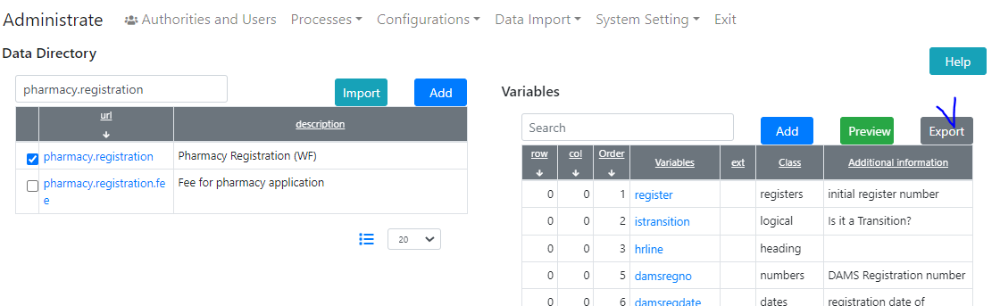 Administrate Authorities and Users Processes Configurations Data Import System Setting Exit
Data Directory
Help
pharmacy.registration
Import Add
url description
pharmacy.registration Pharmacy Registration (WF)
pharmacy.registration.fe Fee for pharmacy application
e
20
Variables
Search
Add Preview Export
row col Order Variables ext Class Additional information
0 0 1 register registers initial register number
0 0 2 istransition logical Is it a Transition?
0 0 3 hrline heading
0 0 5 damsregno numbers DAMS Registration number
0 0 6 damsregdate dates registration date of